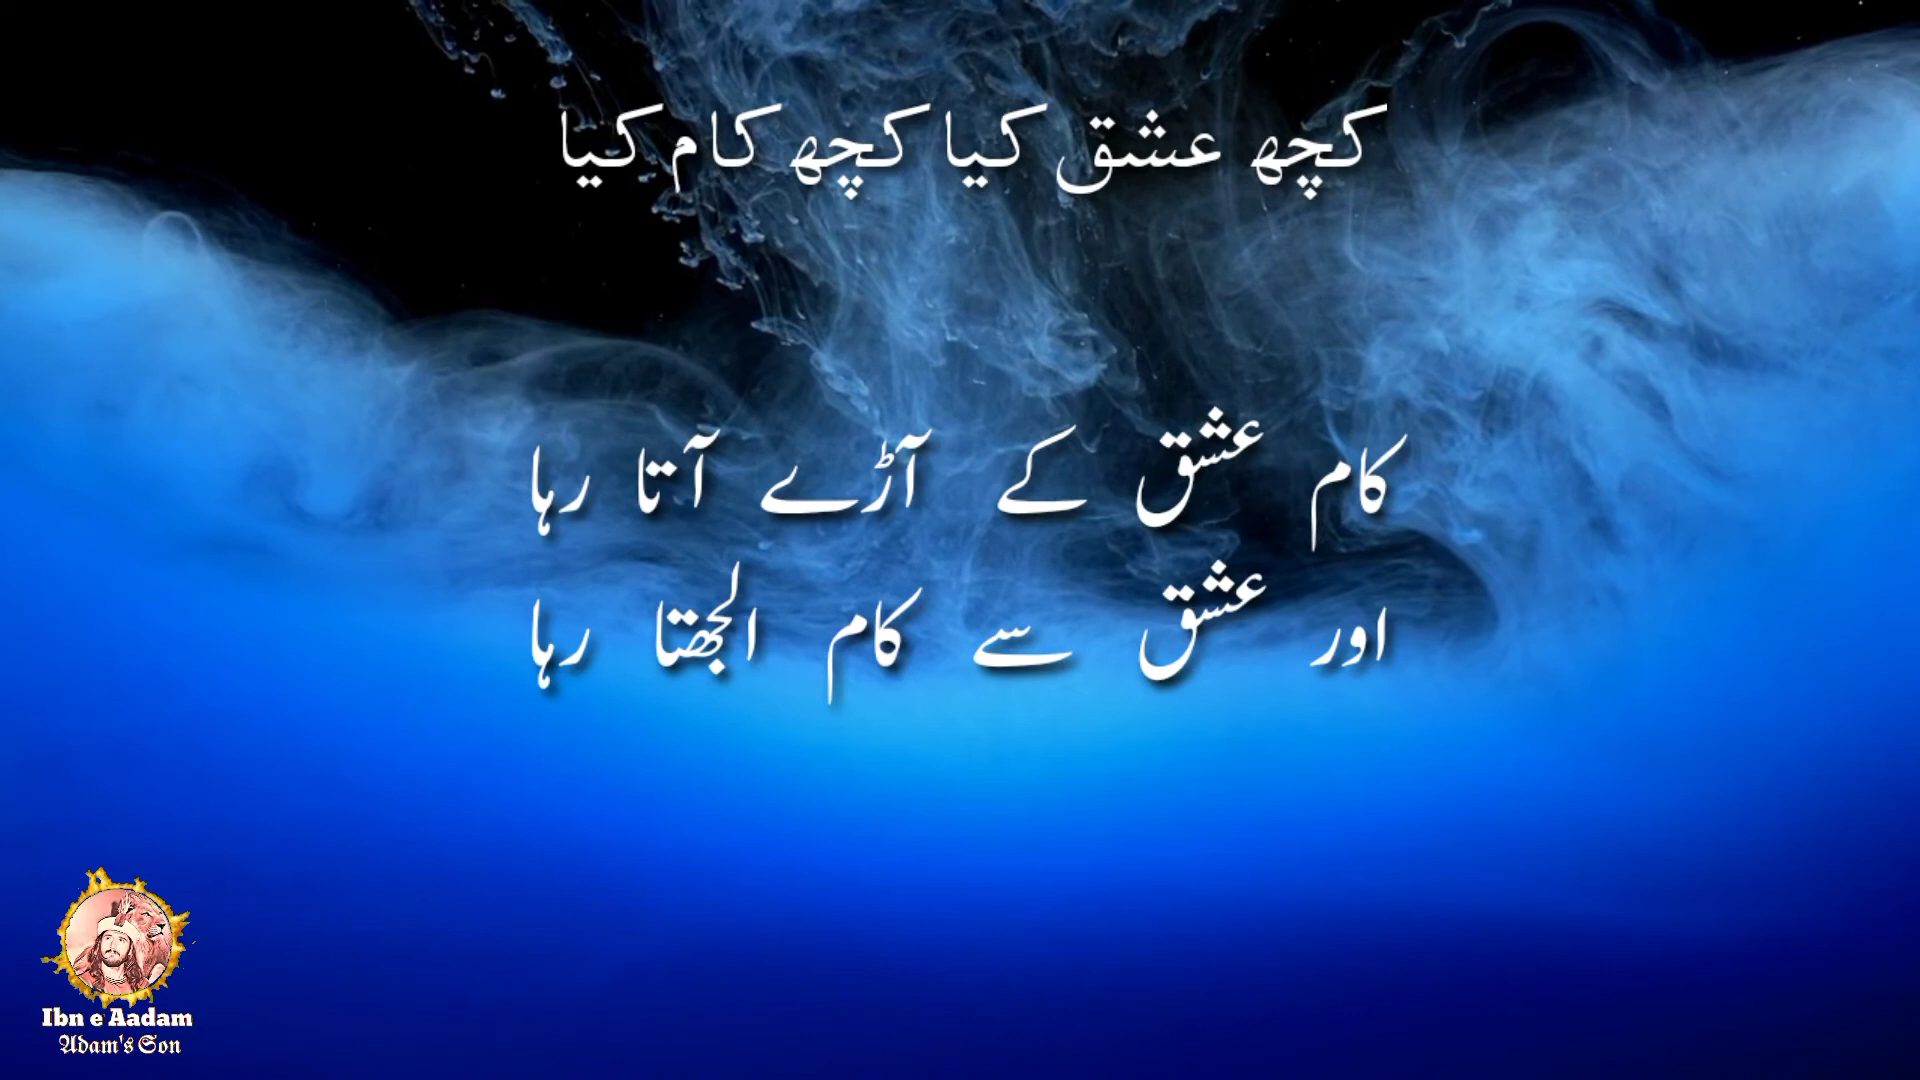 کچھ عشق کیا کچھ کام کیا
کام عشق کے آڑے آتا رہا
اور عشق سے کام الجھتا رہا
Ibn e Aadam
Adam's Son